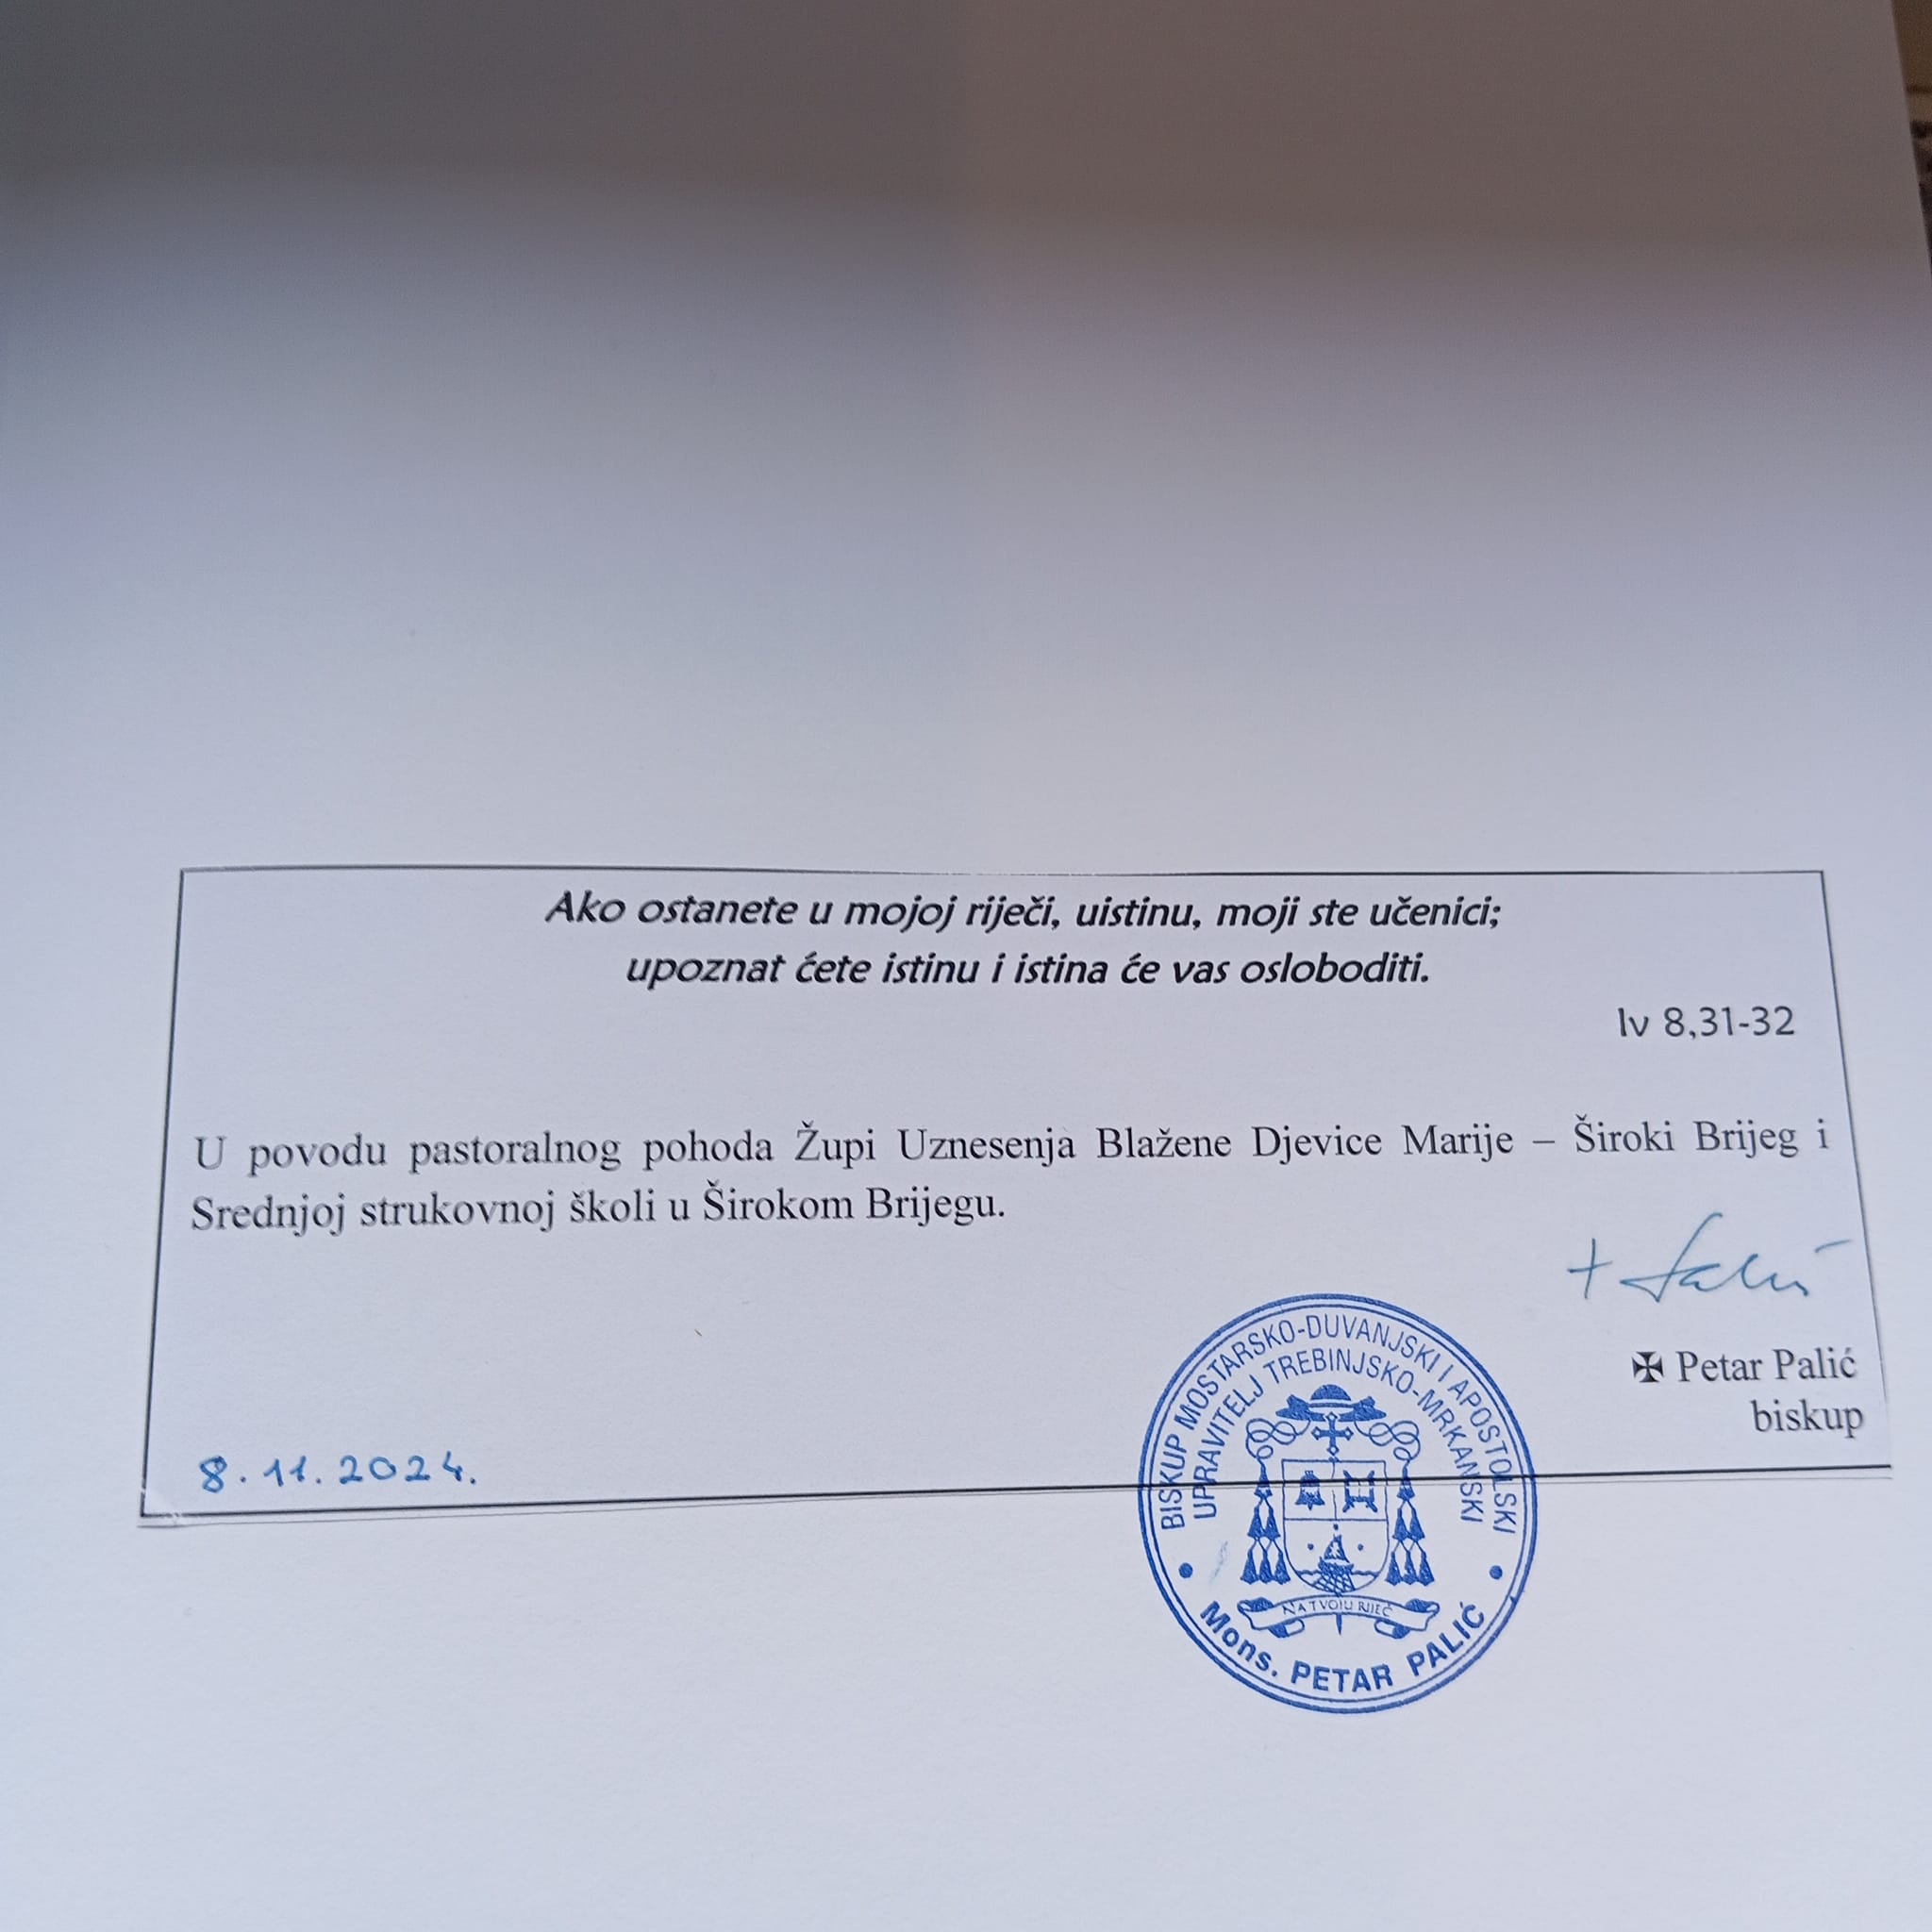 Ako ostanete u mojoj riječi, uistinu, moji ste učenici;
upoznat ćete istinu i istina će vas osloboditi.
Iv 8,31-32
U povodu pastoralnog pohoda Župi Uznesenja Blažene Djevice Marije – Široki Brijeg i
Srednjoj strukovnoj školi u Širokom Brijegu.
+ Palić
✠ Petar Palić
biskup
8.11.2024.
BISKUP MOSTARSKO-DUVANJSKI I APOSTOLSKI
UPRAVITELJ TREBINJSKO-MRKANSKI
NA TVOJU RIJEČ
Mons. PETAR PALIĆ